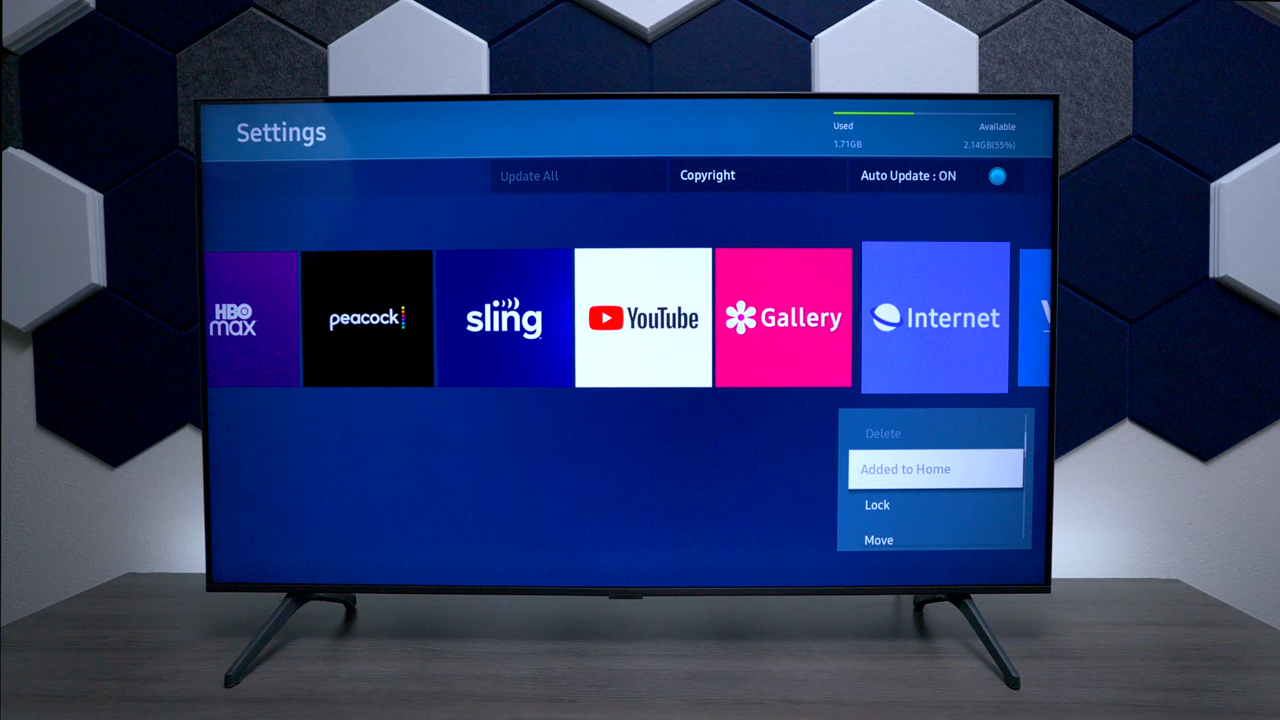 Settings
Used
Available
1.71GB
2.14GB(55%)
Update All
Copyright
Auto Update : ON
HBO
max
peacock
sling
YouTube
Gallery
Internet
Delete
Added to Home
Lock
Move